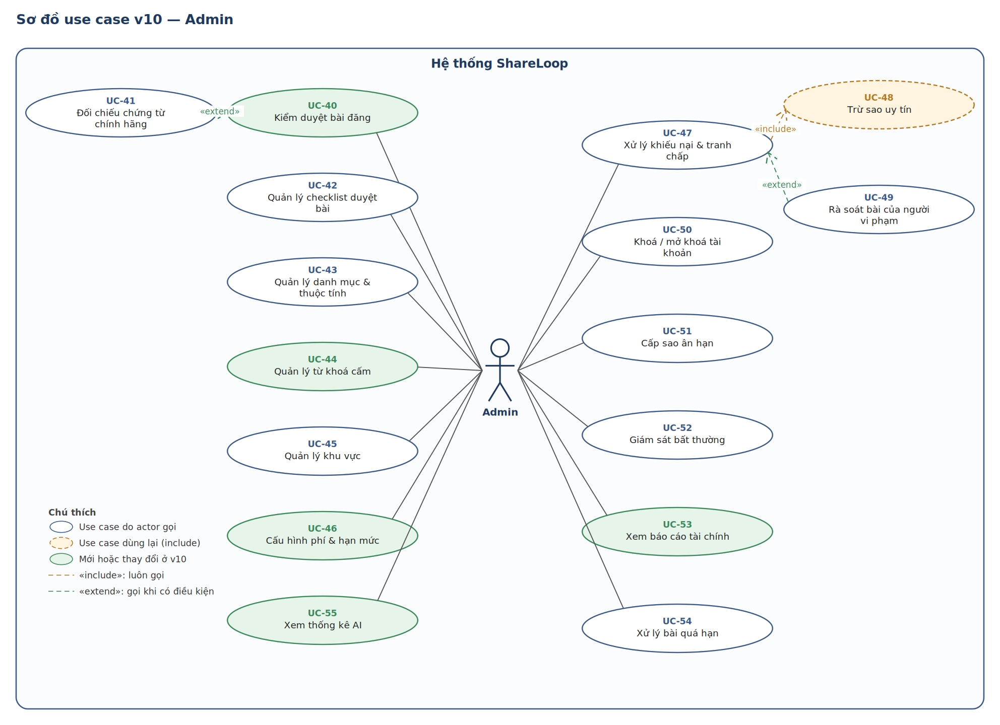 Sơ đồ use case v10 — Admin
Hệ thống ShareLoop
UC-41
Đối chiếu chứng từ
chính hãng
«extend»
UC-40
Kiểm duyệt bài đăng
UC-42
Quản lý checklist duyệt
bài
UC-43
Quản lý danh mục &
thuộc tính
UC-44
Quản lý từ khoá cấm
UC-45
Quản lý khu vực
UC-46
Cấu hình phí & hạn mức
UC-55
Xem thống kê AI
Admin
UC-47
Xử lý khiếu nại & tranh
chấp
«include»
UC-48
Trừ sao uy tín
«extend»
UC-49
Rà soát bài của người
vi phạm
UC-50
Khoá / mở khoá tài
khoản
UC-51
Cấp sao ân hạn
UC-52
Giám sát bất thường
UC-53
Xem báo cáo tài chính
UC-54
Xử lý bài quá hạn
Chú thích
Use case do actor gọi
Use case dùng lại (include)
Mới hoặc thay đổi ở v10
«include»: luôn gọi
«extend»: gọi khi có điều kiện